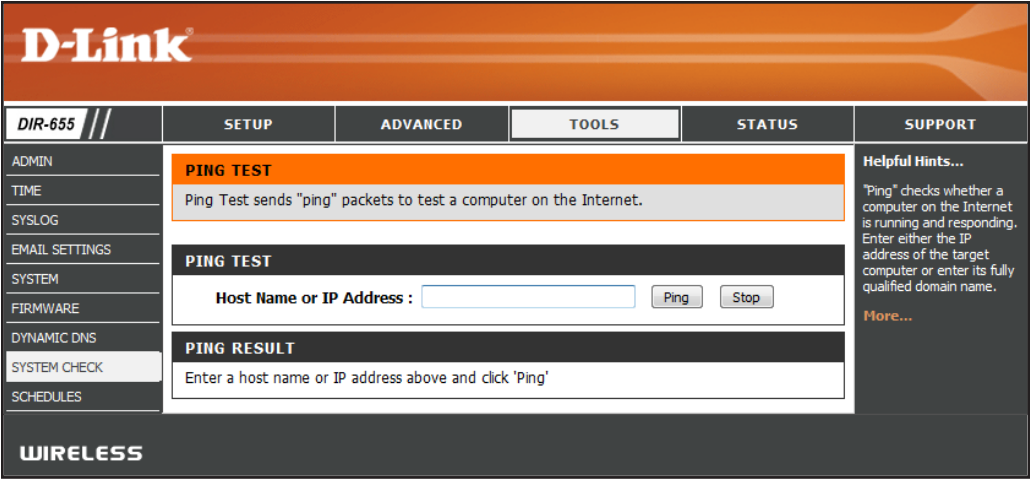 D-Link®
DIR-655 // SETUP ADVANCED TOOLS STATUS SUPPORT
ADMIN
TIME
SYSLOG
EMAIL SETTINGS
SYSTEM
FIRMWARE
DYNAMIC DNS
SYSTEM CHECK
SCHEDULES
PING TEST
Ping Test sends "ping" packets to test a computer on the Internet.
PING TEST
Host Name or IP Address : Ping Stop
PING RESULT
Enter a host name or IP address above and click 'Ping'
Helpful Hints...
"Ping" checks whether a
computer on the Internet
is running and responding.
Enter either the IP
address of the target
computer or enter its fully
qualified domain name.
More...
WIRELESS